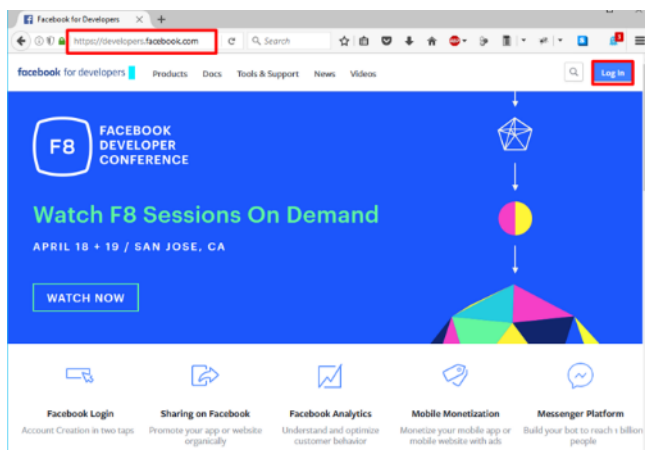 Facebook for Developers
https://developers.facebook.com
Search
facebook for developers
Products Docs Tools & Support News Videos
Log In
F8
FACEBOOK
DEVELOPER
CONFERENCE
Watch F8 Sessions On Demand
APRIL 18 + 19 / SAN JOSE, CA
WATCH NOW
Facebook Login
Account Creation in two taps
Sharing on Facebook
Promote your app or website
organically
Facebook Analytics
Understand and optimize
customer behavior
Mobile Monetization
Monetize your mobile app or
mobile website with ads
Messenger Platform
Build your bot to reach 1 billion
people